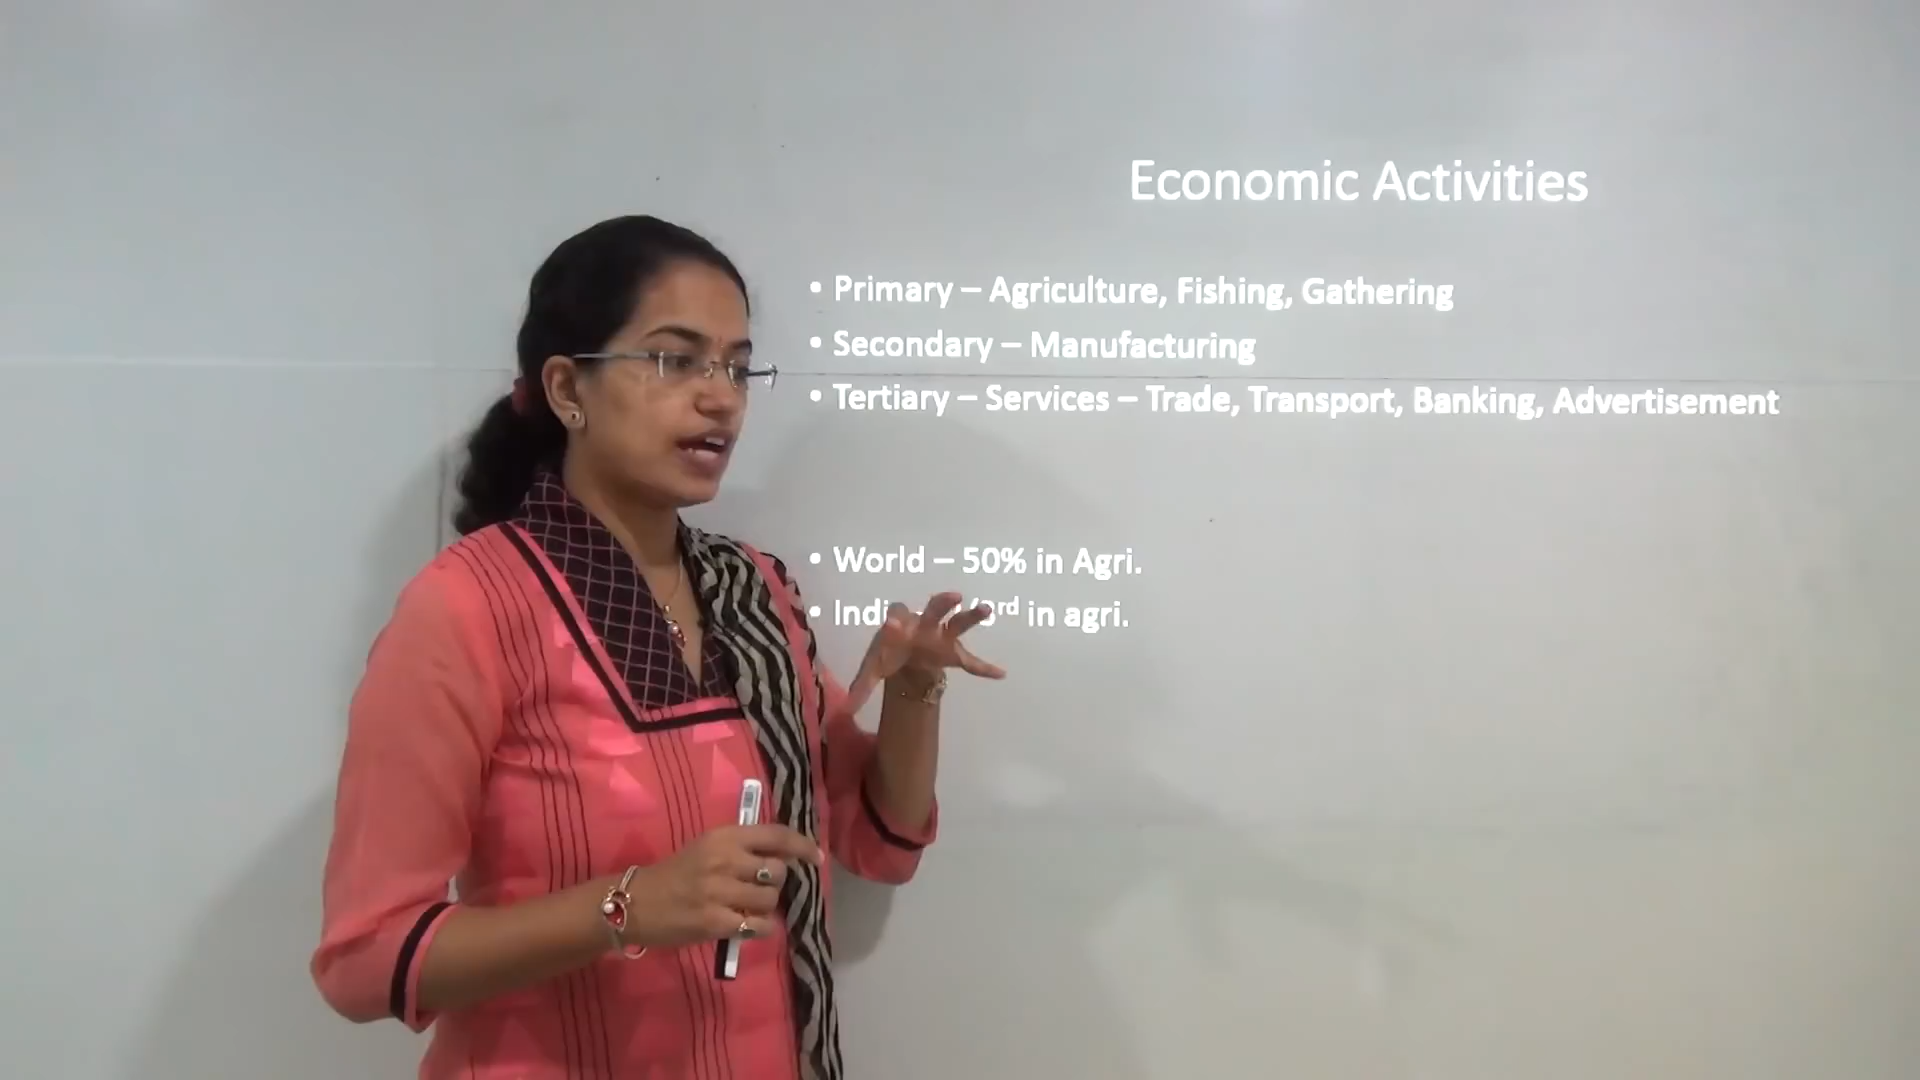 Economic Activities
• Primary – Agriculture, Fishing, Gathering
• Secondary – Manufacturing
• Tertiary – Services – Trade, Transport, Banking, Advertisement
• World – 50% in Agri.
• in agri.